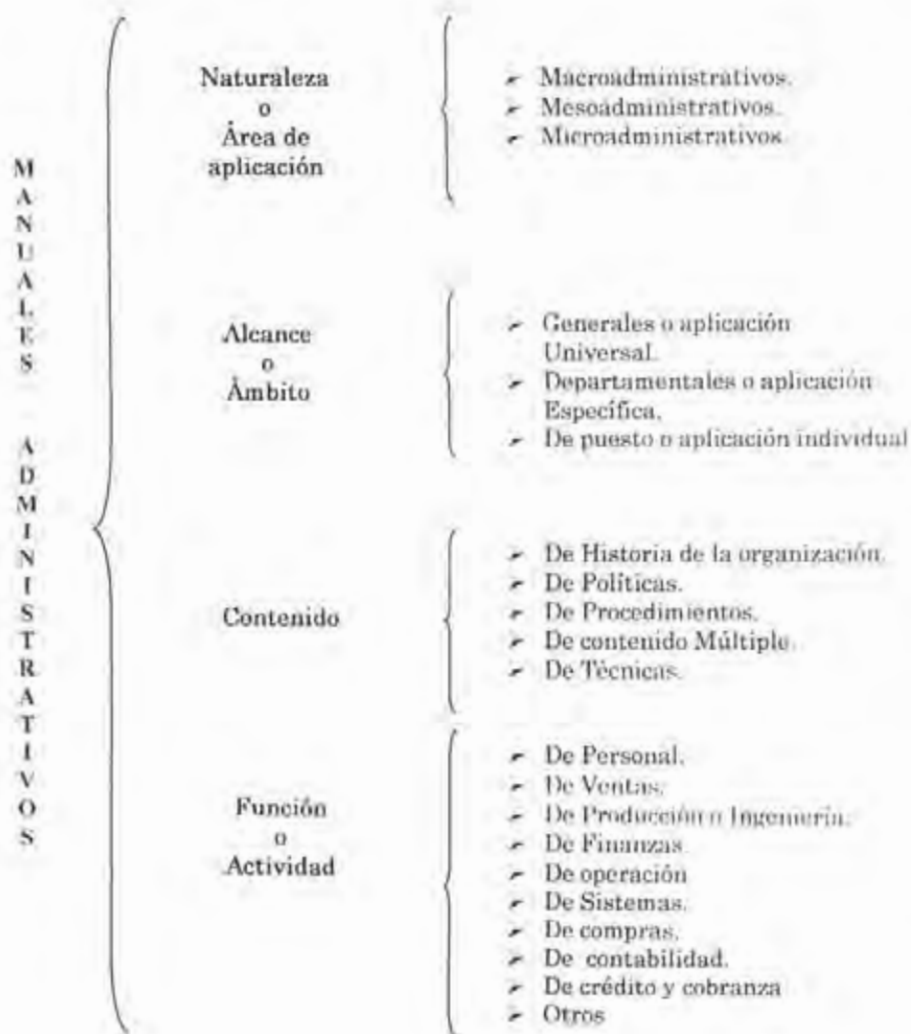 MANUALES ADMINISTRATIVOS
Naturaleza
o
Área de
aplicación
Macroadministrativos.
Mesoadministrativos.
Microadministrativos.
Alcance
o
Ámbito
Generales o aplicación
Universal.
Departamentales o aplicación
Específica.
De puesto o aplicación individual
Contenido
De Historia de la organización.
De Políticas.
De Procedimientos.
De contenido Múltiple.
De Técnicas.
Función
o
Actividad
De Personal.
De Ventas.
De Producción o Ingeniería.
De Finanzas
De operación
De Sistemas.
De compras.
De contabilidad.
De crédito y cobranza
Otros